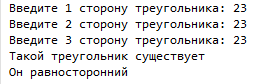 Введите 1 сторону треугольника: 23
Введите 2 сторону треугольника: 23
Введите 3 сторону треугольника: 23
Такой треугольник существует
Он равносторонний